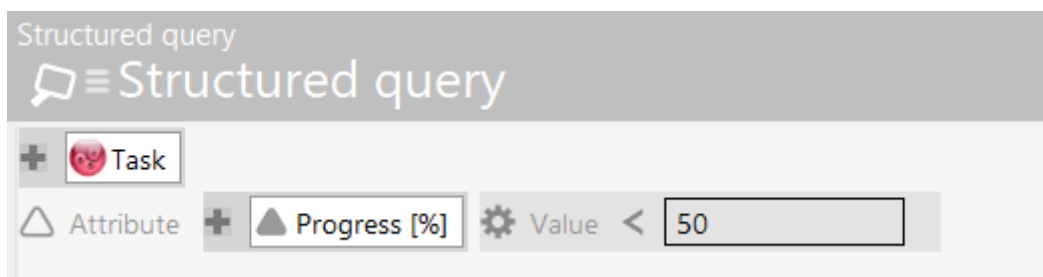 Structured query
Structured query
Task
Attribute Progress [%] Value < 50